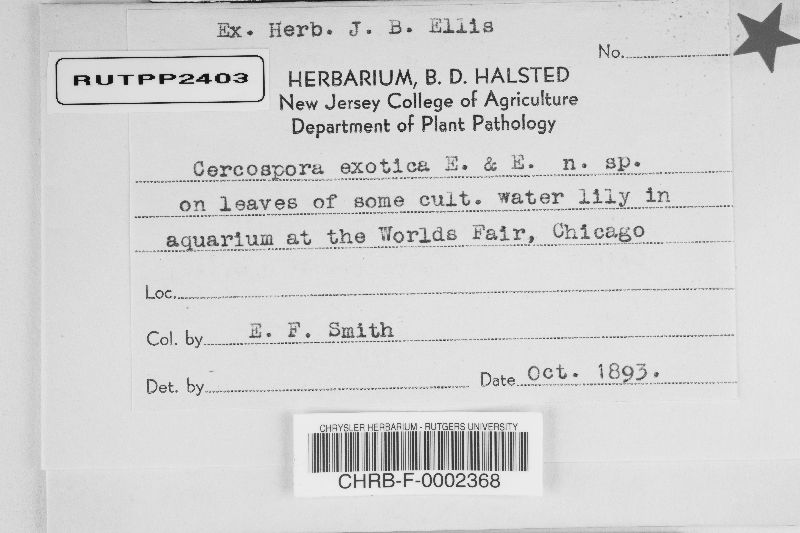 Ex. Herb. J. B. Ellis
No.
RUTPP2403
HERBARIUM, B. D. HALSTED
New Jersey College of Agriculture
Department of Plant Pathology
Cercospora exotica E. & E. n. sp.
on leaves of some cult. water lily in
aquarium at the Worlds Fair, Chicago
Loc.
Col. by E. F. Smith
Det. by Date Oct. 1893.
CHRYSLER HERBARIUM - RUTGERS UNIVERSITY
CHRB-F-0002368